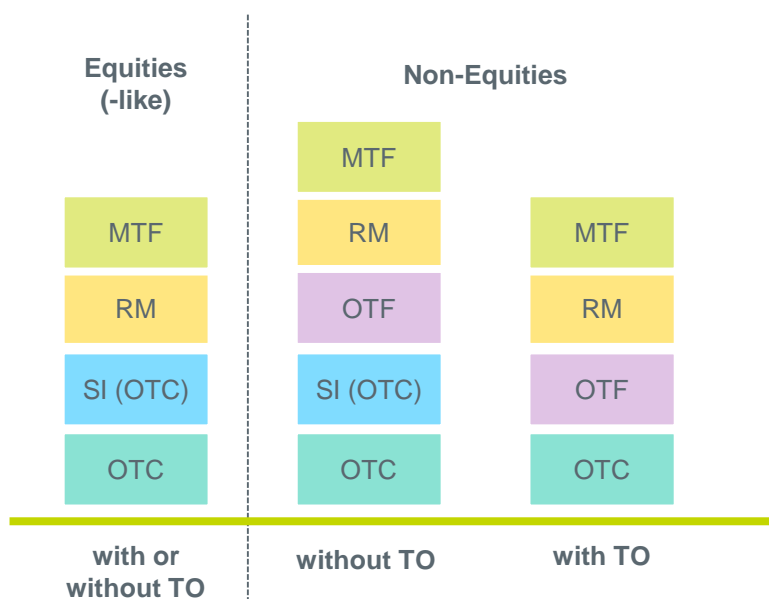 Equities
(-like)
Non-Equities
MTF
RM
SI (OTC)
OTC
MTF
RM
OTF
SI (OTC)
OTC
MTF
RM
OTF
OTC
with or
without TO
without TO
with TO